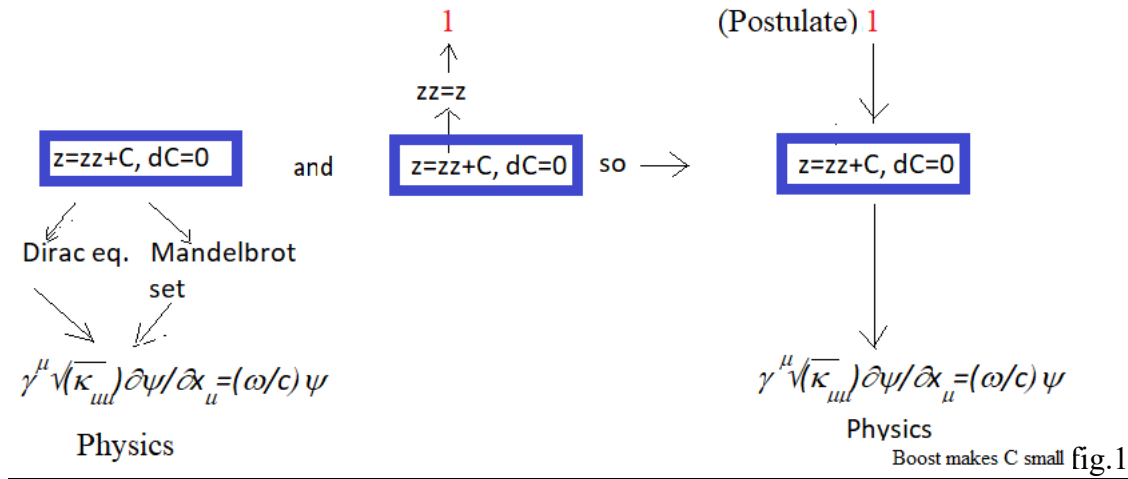 1
(Postulate) 1
zz=z
z=zz+C, dC=0
and
z=zz+C, dC=0
so
z=zz+C, dC=0
Dirac eq.
Mandelbrot
set
γ^μ √(κ_μμ) ∂ψ/∂x_μ=(ω/c) ψ
γ^μ √(κ_μμ) ∂ψ/∂x_μ=(ω/c) ψ
Physics
Physics
Boost makes C small fig.1